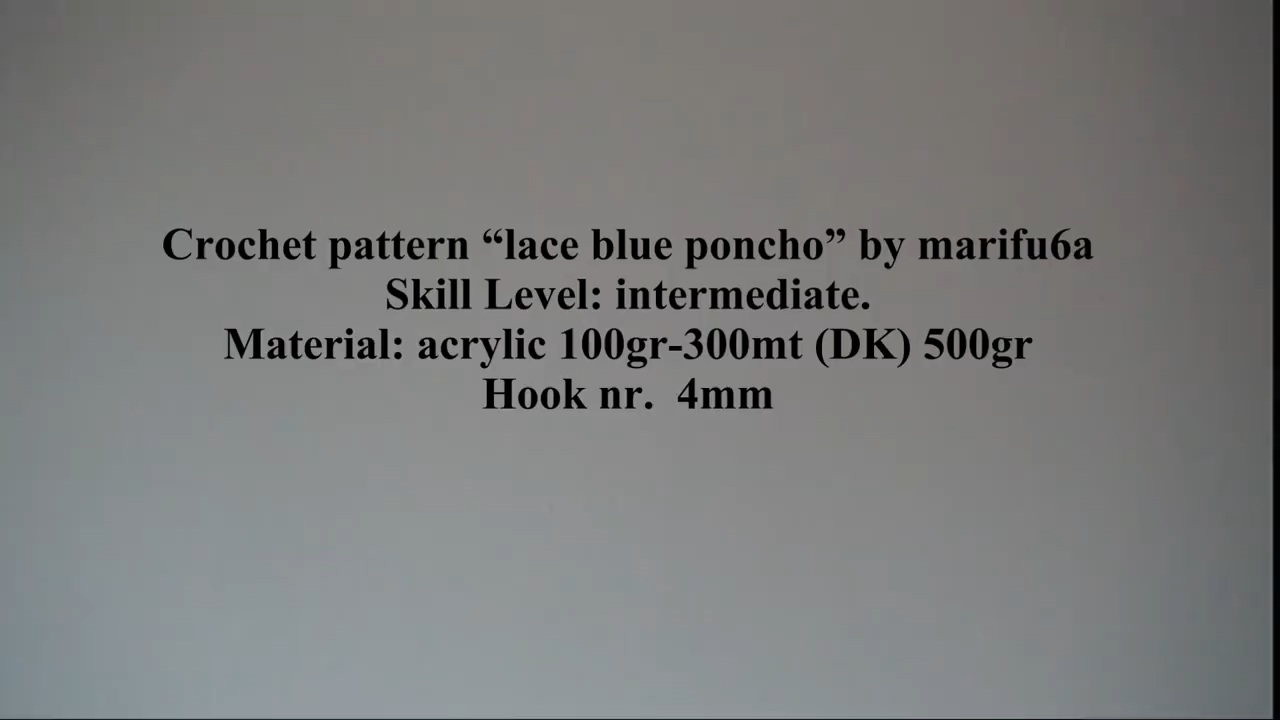 Crochet pattern “lace blue poncho” by marifu6a
Skill Level: intermediate.
Material: acrylic 100gr-300mt (DK) 500gr
Hook nr.  4mm